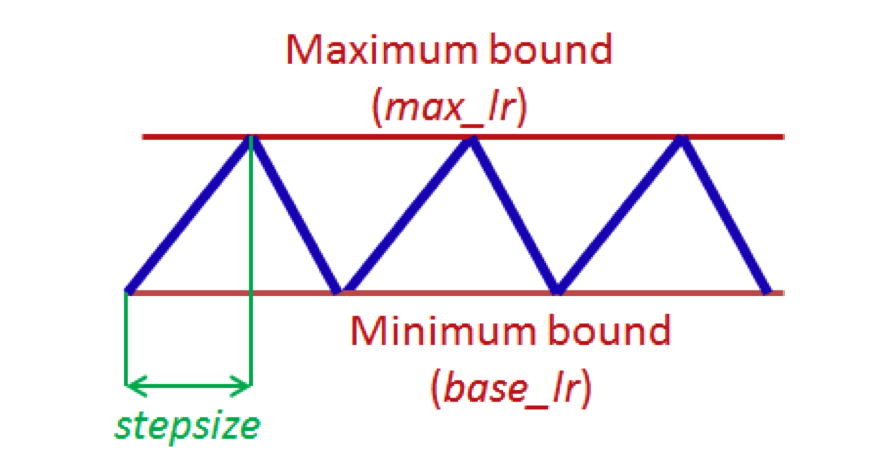 Maximum bound
(max_lr)
Minimum bound
(base_lr)
stepsize